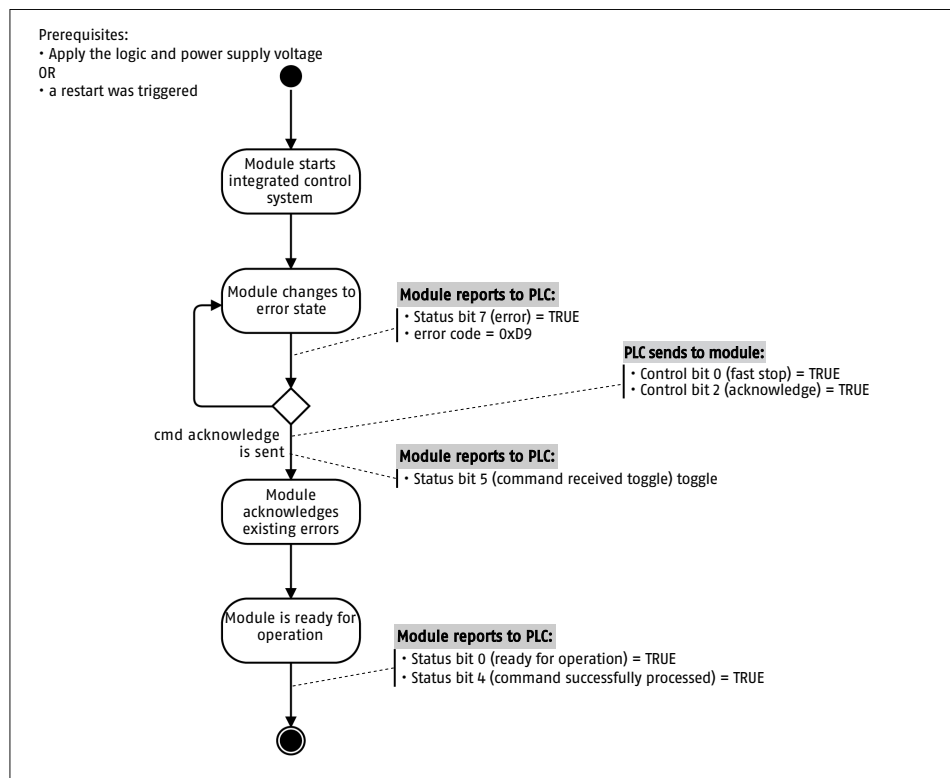 Prerequisites:
• Apply the logic and power supply voltage
OR
• a restart was triggered
Module starts
integrated control
system
Module changes to
error state
Module reports to PLC:
• Status bit 7 (error) = TRUE
• error code = 0xD9
PLC sends to module:
• Control bit 0 (fast stop) = TRUE
• Control bit 2 (acknowledge) = TRUE
cmd acknowledge
is sent
Module reports to PLC:
• Status bit 5 (command received toggle) toggle
Module
acknowledges
existing errors
Module is ready for
operation
Module reports to PLC:
• Status bit 0 (ready for operation) = TRUE
• Status bit 4 (command successfully processed) = TRUE